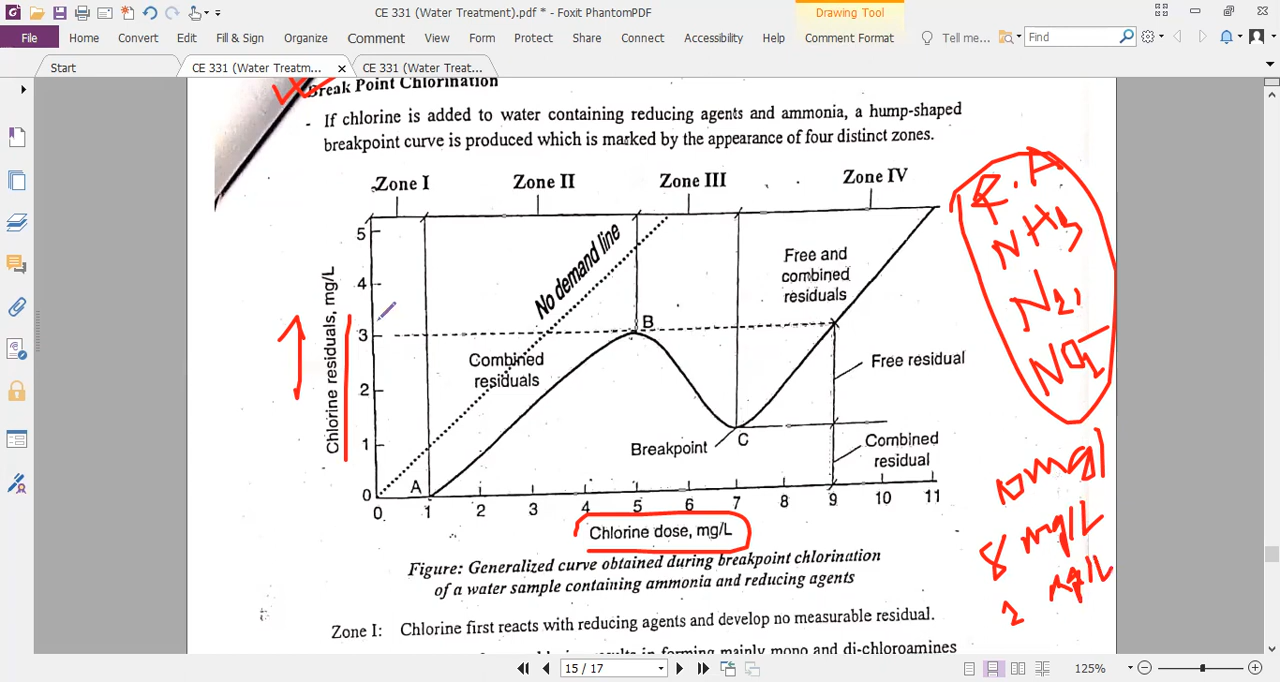 CE 331 (Water Treatment).pdf * - Foxit PhantomPDF
Drawing Tool
File Home Convert Edit Fill & Sign Organize Comment View Form Protect Share Connect Accessibility Help Comment Format Tell me... Find
Start CE 331 (Water Treatm... CE 331 (Water Treat...
Break Point Chlorination
- If chlorine is added to water containing reducing agents and ammonia, a hump-shaped
breakpoint curve is produced which is marked by the appearance of four distinct zones.
Zone I Zone II Zone III Zone IV
5
4
3
2
1
0
Chlorine residuals, mg/L
No demand line
Combined
residuals
A
B
Breakpoint
C
Free and
combined
residuals
Free residual
Combined
residual
0 1 2 3 4 5 6 7 8 9 10 11
Chlorine dose, mg/L
Figure: Generalized curve obtained during breakpoint chlorination
of a water sample containing ammonia and reducing agents
Zone I: Chlorine first reacts with reducing agents and develop no measurable residual.
forming mainly mono and di-chloroamines
R.A
NH3
8 mg/L
2 mg/L
15 / 17
125%